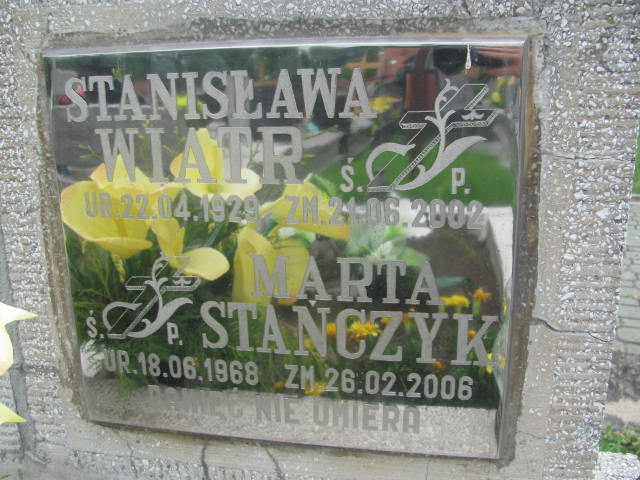 STANISŁAWA
WIATR
Ś. P.
UR. 22.04.1929 ZM. 21.06.2002
Ś. P. MARTA
STAŃCZYK
UR. 18.06.1968 ZM 26.02.2006
PAMIĘĆ NIE UMIERA